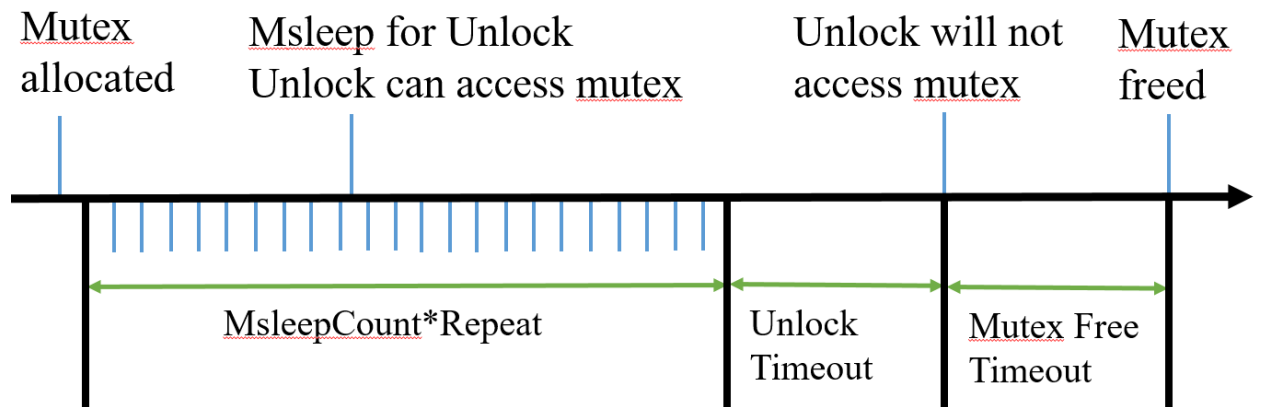 Mutex
allocated
Msleep for Unlock
Unlock can access mutex
Unlock will not
access mutex
Mutex
freed
MsleepCount*Repeat
Unlock
Timeout
Mutex Free
Timeout